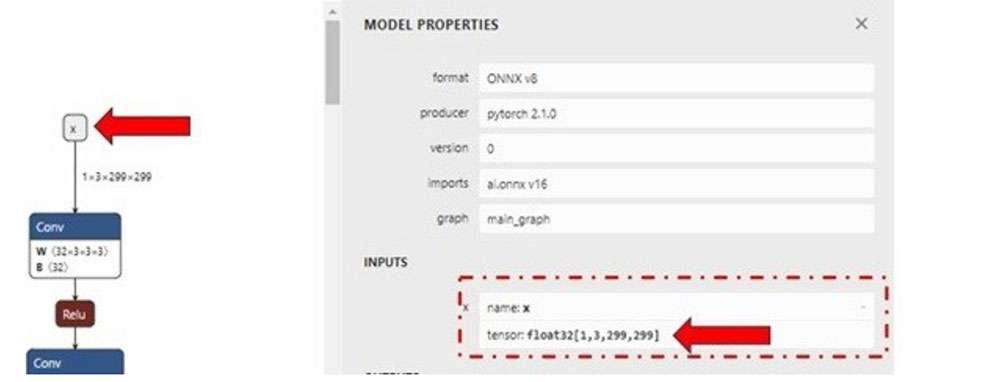 x
1×3×299×299
Conv
W ⟨32×3×3×3⟩
B ⟨32⟩
Relu
Conv
MODEL PROPERTIES
format ONNX v8
producer pytorch 2.1.0
version 0
imports ai.onnx v16
graph main_graph
INPUTS
x name: x
tensor: float32[1,3,299,299]